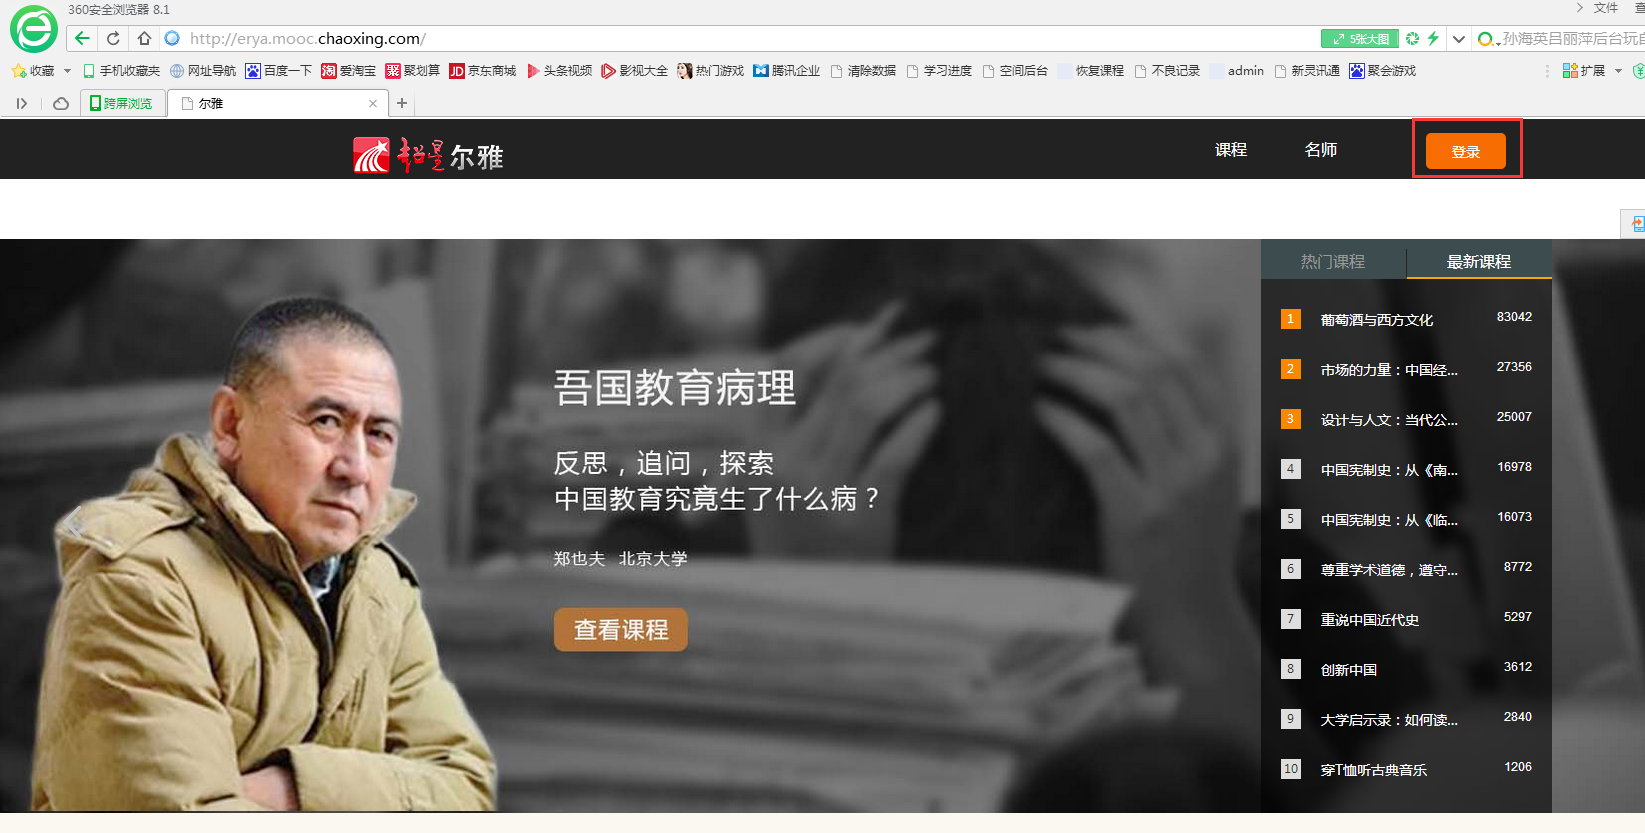 360安全浏览器 8.1
文件
http://erya.mooc.chaoxing.com/
5张大图
孙海英吕丽萍后台玩自
收藏
手机收藏夹
网址导航
百度一下
淘 爱淘宝
聚 聚划算
JD 京东商城
头条视频
影视大全
热门游戏
腾讯企业
清除数据
学习进度
空间后台
恢复课程
不良记录
admin
新灵讯通
聚会游戏
扩展
跨屏浏览
尔雅
超星尔雅
课程
名师
登录
吾国教育病理
反思，追问，探索
中国教育究竟生了什么病？
郑也夫 北京大学
查看课程
热门课程
最新课程
1 葡萄酒与西方文化 83042
2 市场的力量：中国经... 27356
3 设计与人文：当代公... 25007
4 中国宪制史：从《南... 16978
5 中国宪制史：从《临... 16073
6 尊重学术道德，遵守... 8772
7 重说中国近代史 5297
8 创新中国 3612
9 大学启示录：如何读... 2840
10 穿T恤听古典音乐 1206